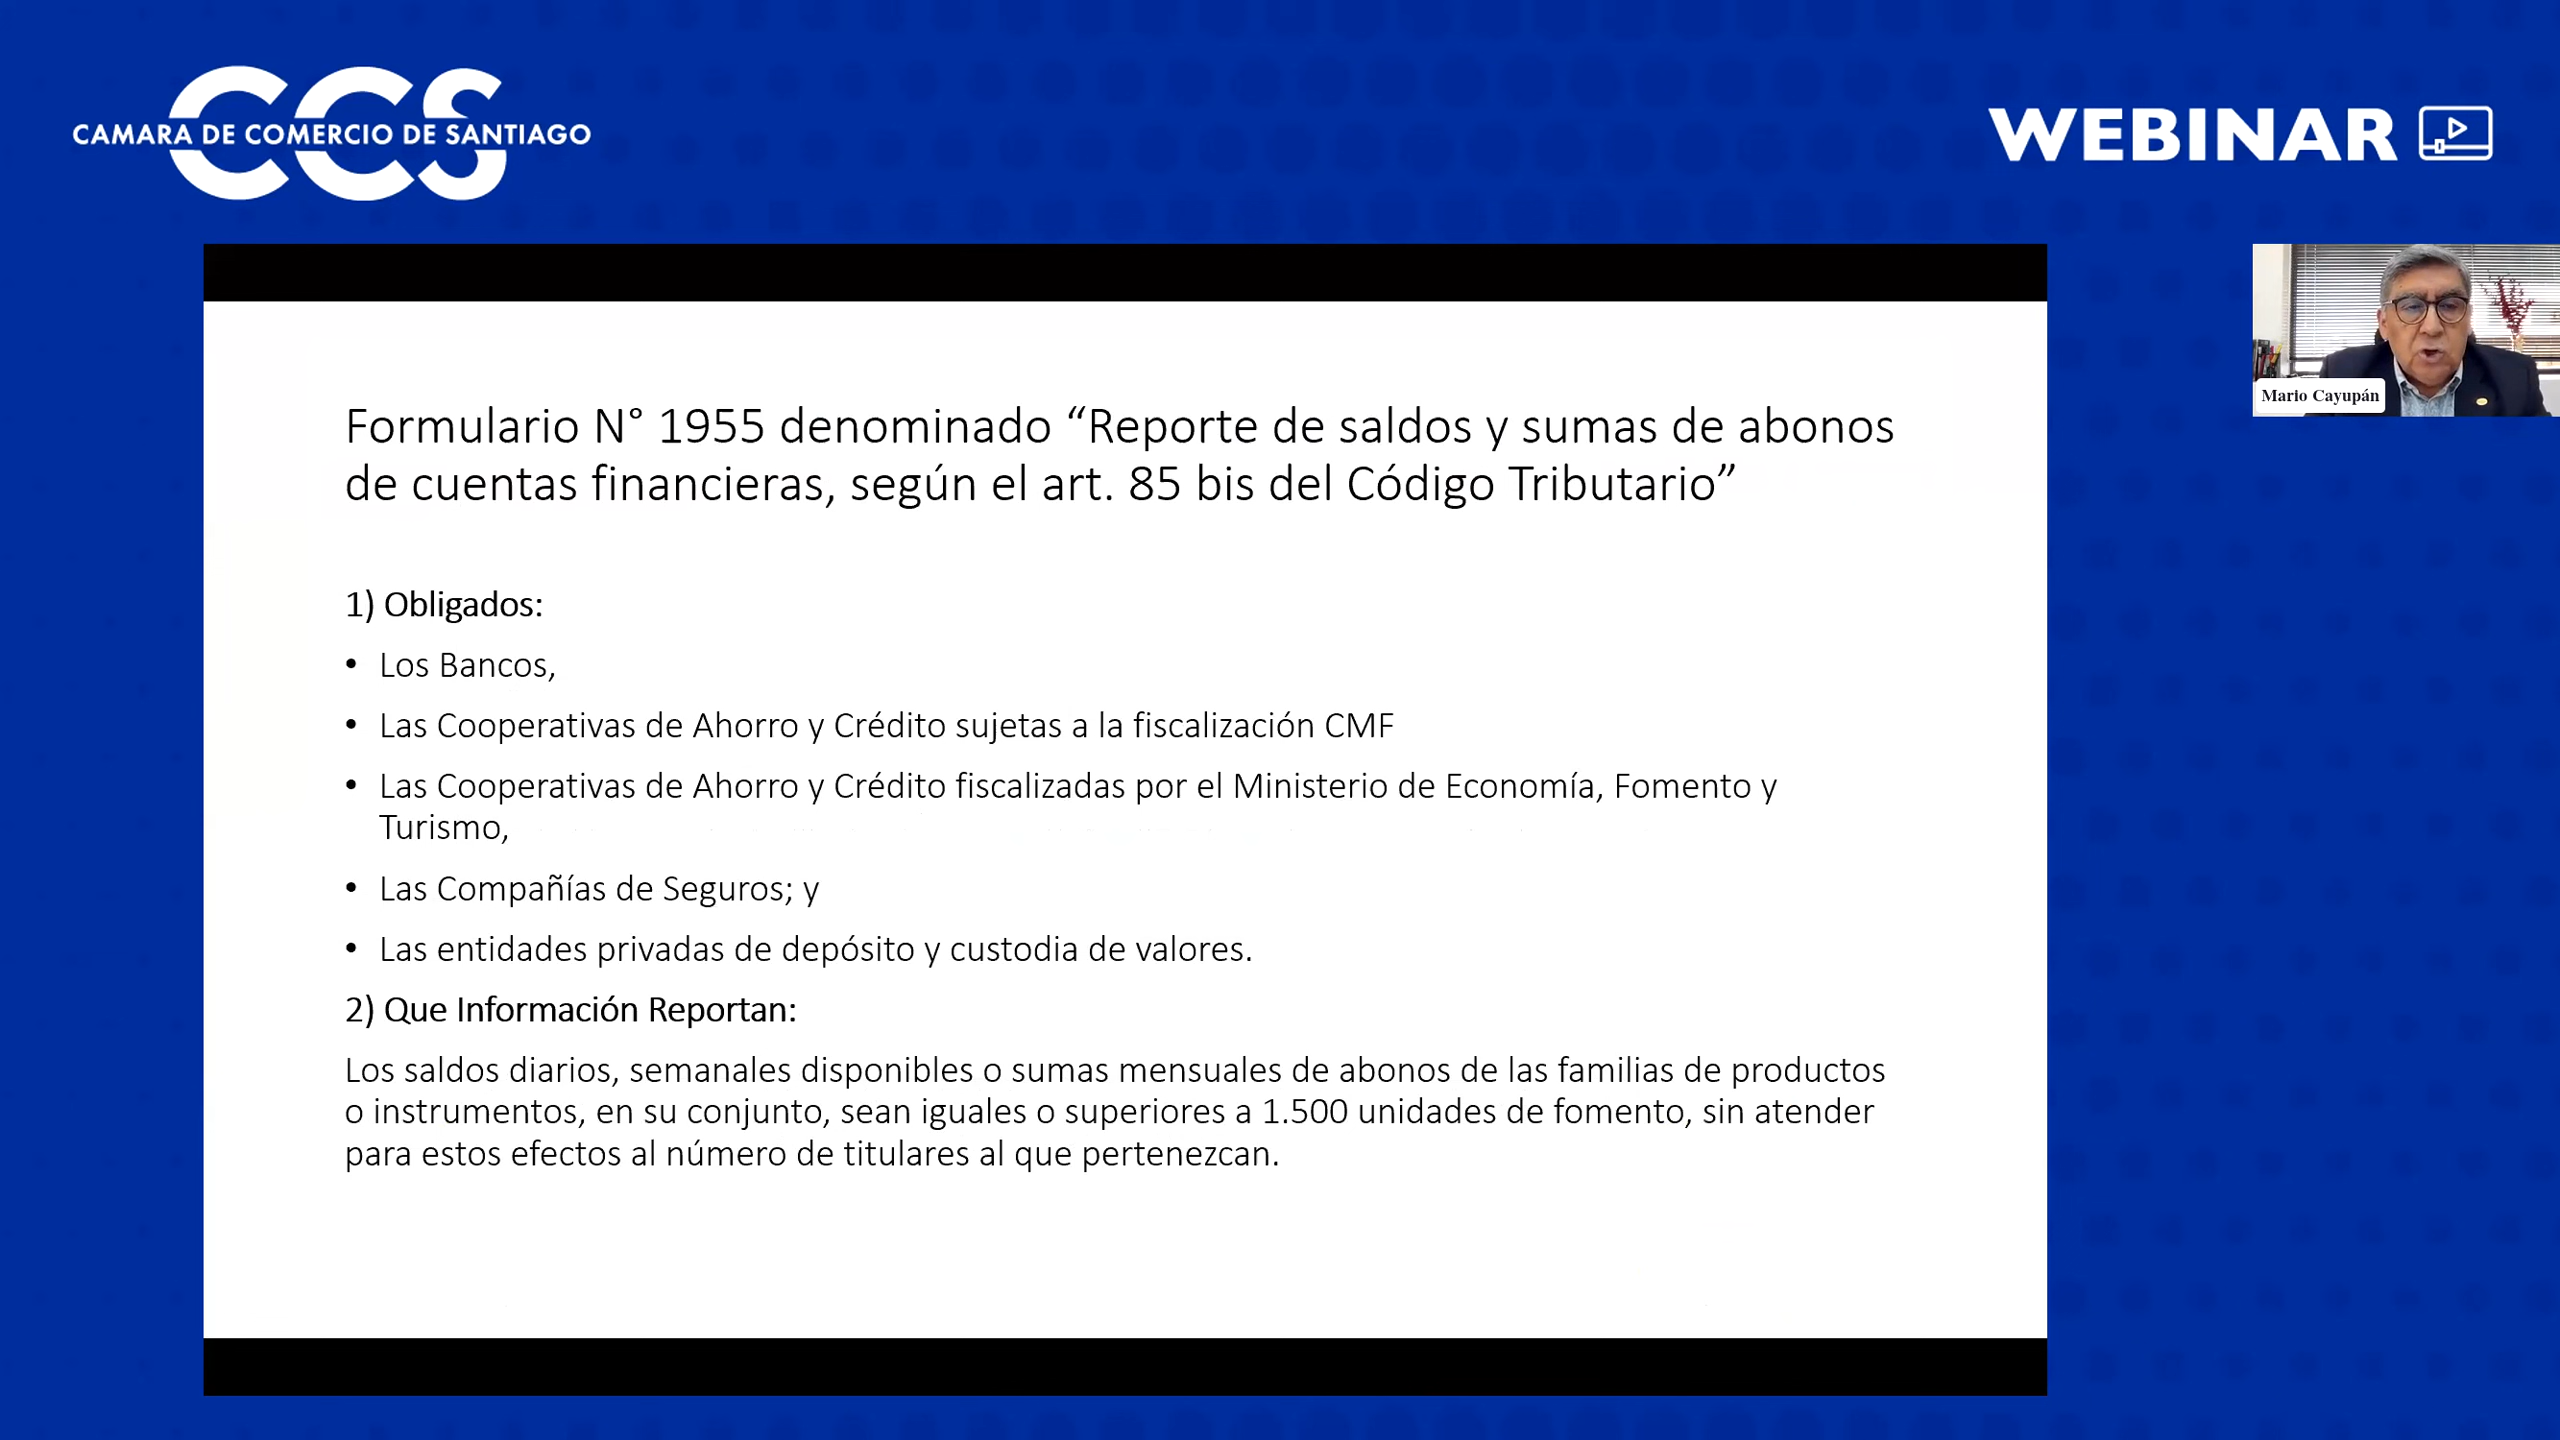 CCS
CAMARA DE COMERCIO DE SANTIAGO
WEBINAR
Mario Cayupán
Formulario N° 1955 denominado “Reporte de saldos y sumas de abonos
de cuentas financieras, según el art. 85 bis del Código Tributario”
1) Obligados:
• Los Bancos,
• Las Cooperativas de Ahorro y Crédito sujetas a la fiscalización CMF
• Las Cooperativas de Ahorro y Crédito fiscalizadas por el Ministerio de Economía, Fomento y
Turismo,
• Las Compañías de Seguros; y
• Las entidades privadas de depósito y custodia de valores.
2) Que Información Reportan:
Los saldos diarios, semanales disponibles o sumas mensuales de abonos de las familias de productos
o instrumentos, en su conjunto, sean iguales o superiores a 1.500 unidades de fomento, sin atender
para estos efectos al número de titulares al que pertenezcan.